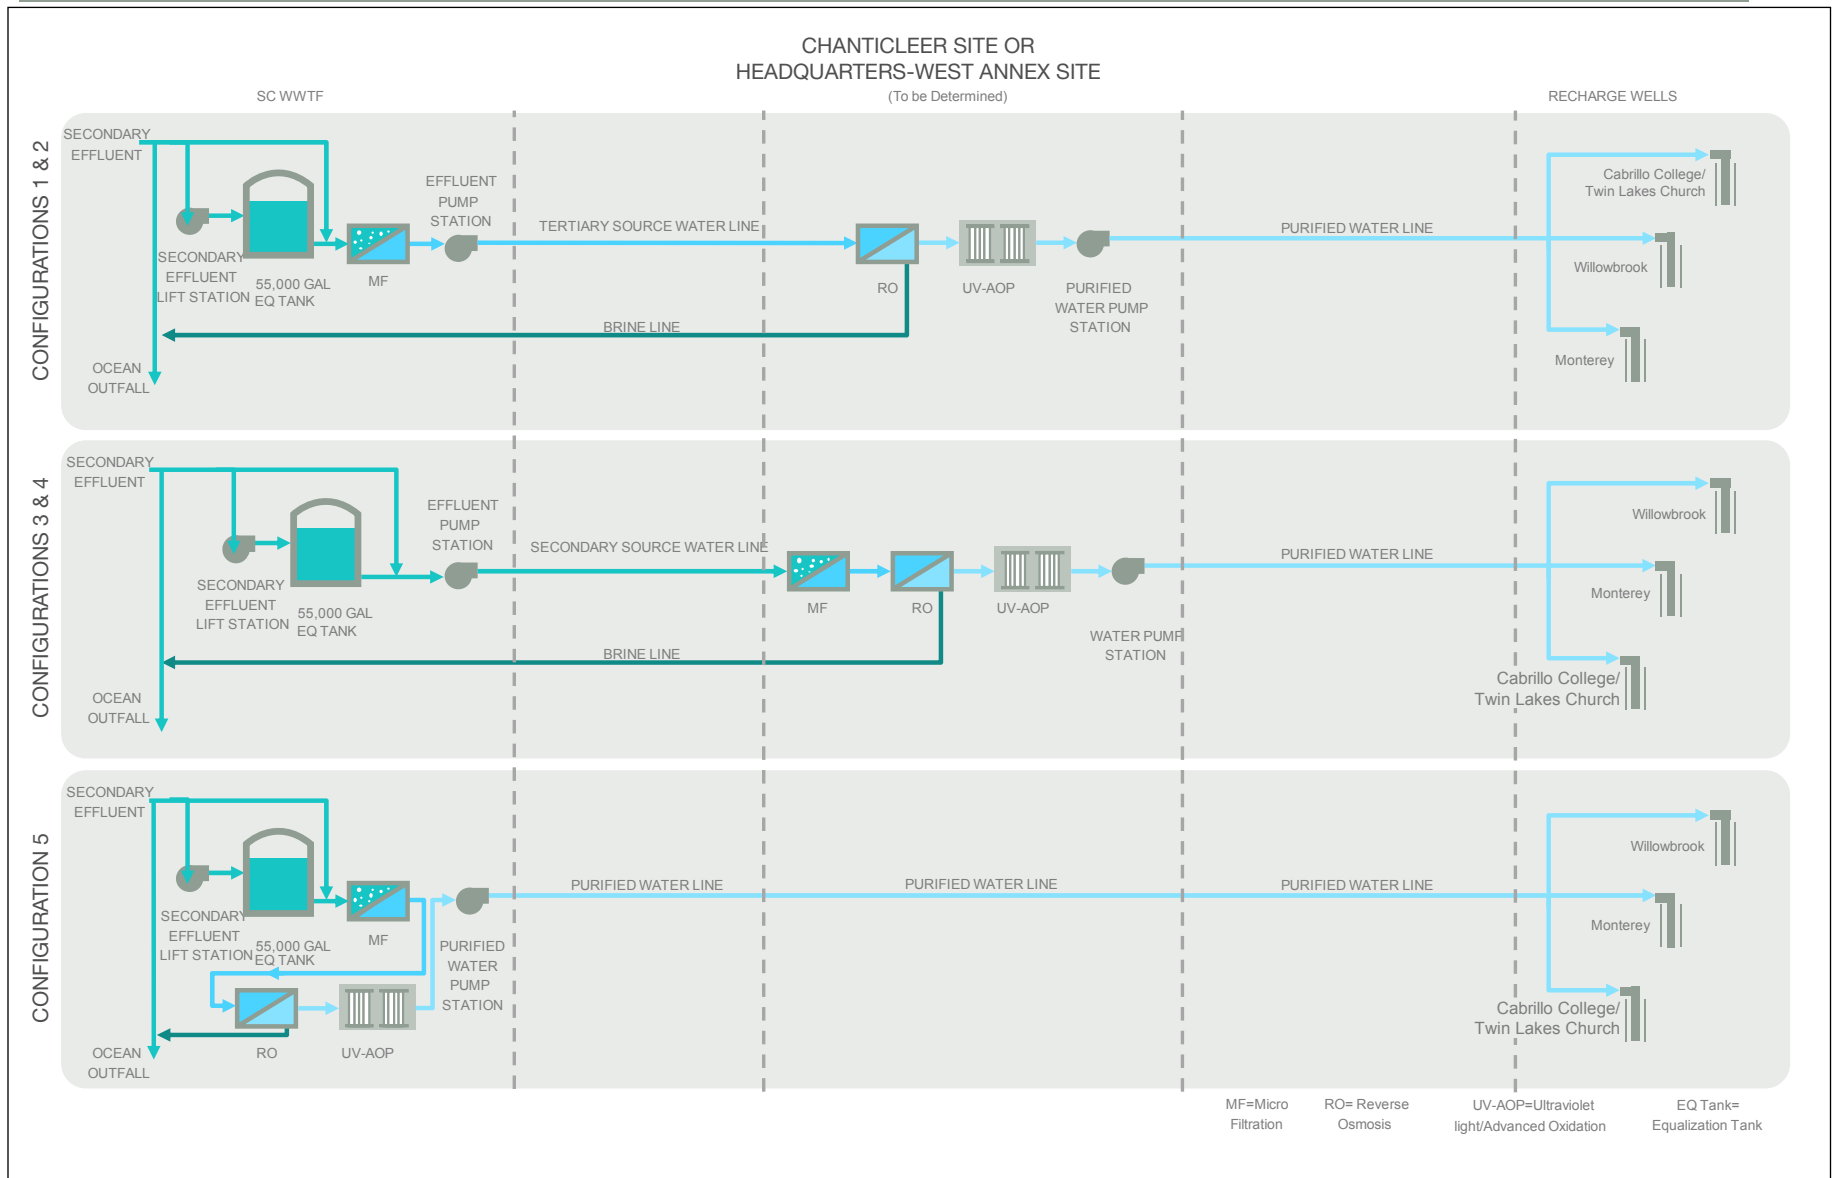 CHANTICLEER SITE OR
HEADQUARTERS-WEST ANNEX SITE
(To be Determined)
SC WWTF
RECHARGE WELLS
CONFIGURATIONS 1 & 2
SECONDARY
EFFLUENT
SECONDARY
EFFLUENT
LIFT STATION
55,000 GAL
EQ TANK
MF
EFFLUENT
PUMP
STATION
TERTIARY SOURCE WATER LINE
RO
UV-AOP
PURIFIED
WATER PUMP
STATION
PURIFIED WATER LINE
BRINE LINE
OCEAN
OUTFALL
Cabrillo College/
Twin Lakes Church
Willowbrook
Monterey
CONFIGURATIONS 3 & 4
SECONDARY
EFFLUENT
SECONDARY
EFFLUENT
LIFT STATION
55,000 GAL
EQ TANK
EFFLUENT
PUMP
STATION
SECONDARY SOURCE WATER LINE
MF
RO
UV-AOP
WATER PUMP
STATION
PURIFIED WATER LINE
BRINE LINE
OCEAN
OUTFALL
Willowbrook
Monterey
Cabrillo College/
Twin Lakes Church
CONFIGURATION 5
SECONDARY
EFFLUENT
SECONDARY
EFFLUENT
LIFT STATION
55,000 GAL
EQ TANK
MF
PURIFIED
WATER
PUMP
STATION
RO
UV-AOP
OCEAN
OUTFALL
PURIFIED WATER LINE
PURIFIED WATER LINE
PURIFIED WATER LINE
Willowbrook
Monterey
Cabrillo College/
Twin Lakes Church
MF=Micro
Filtration
RO= Reverse
Osmosis
UV-AOP=Ultraviolet
light/Advanced Oxidation
EQ Tank=
Equalization Tank